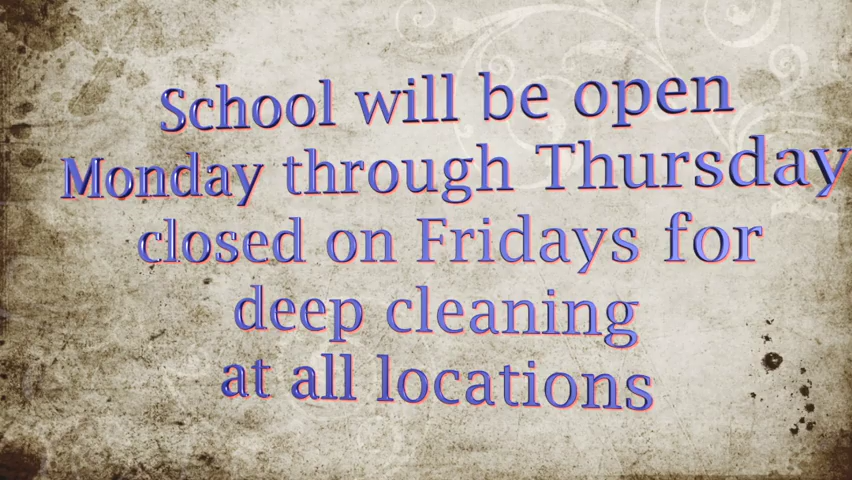 School will be open
Monday through Thursday
closed on Fridays for
deep cleaning
at all locations